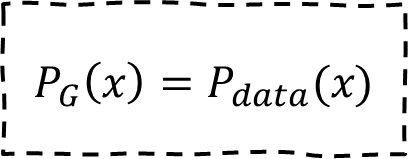 P_G(x) = P_data(x)